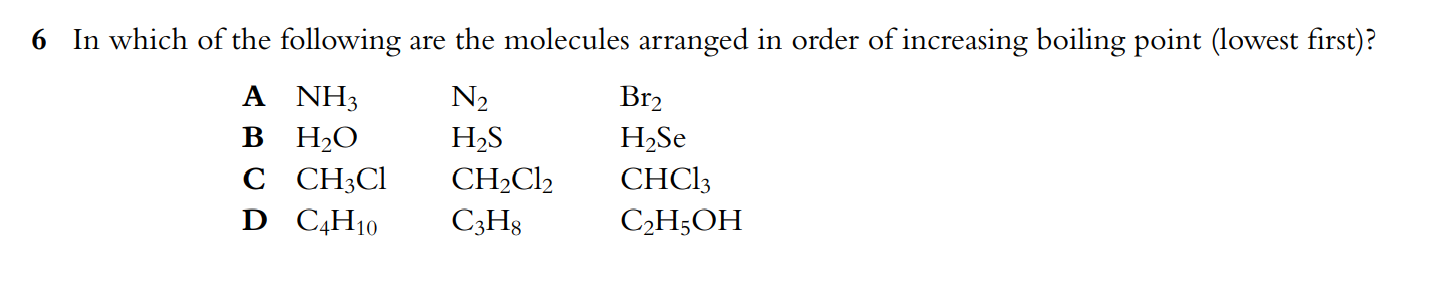 6 In which of the following are the molecules arranged in order of increasing boiling point (lowest first)?
A NH₃ N₂ Br₂
B H₂O H₂S H₂Se
C CH₃Cl CH₂Cl₂ CHCl₃
D C₄H₁₀ C₃H₈ C₂H₅OH